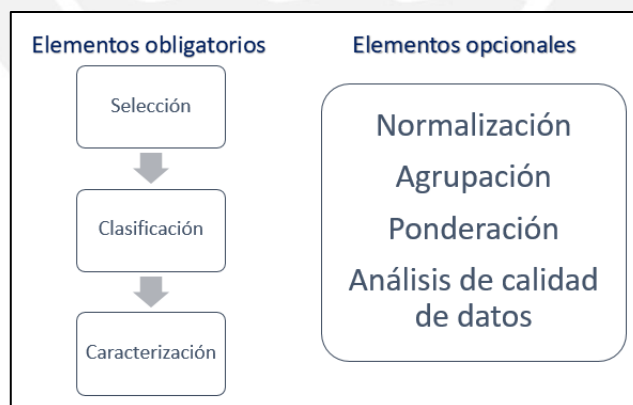 Elementos obligatorios
Selección
Clasificación
Caracterización
Elementos opcionales
Normalización
Agrupación
Ponderación
Análisis de calidad
de datos